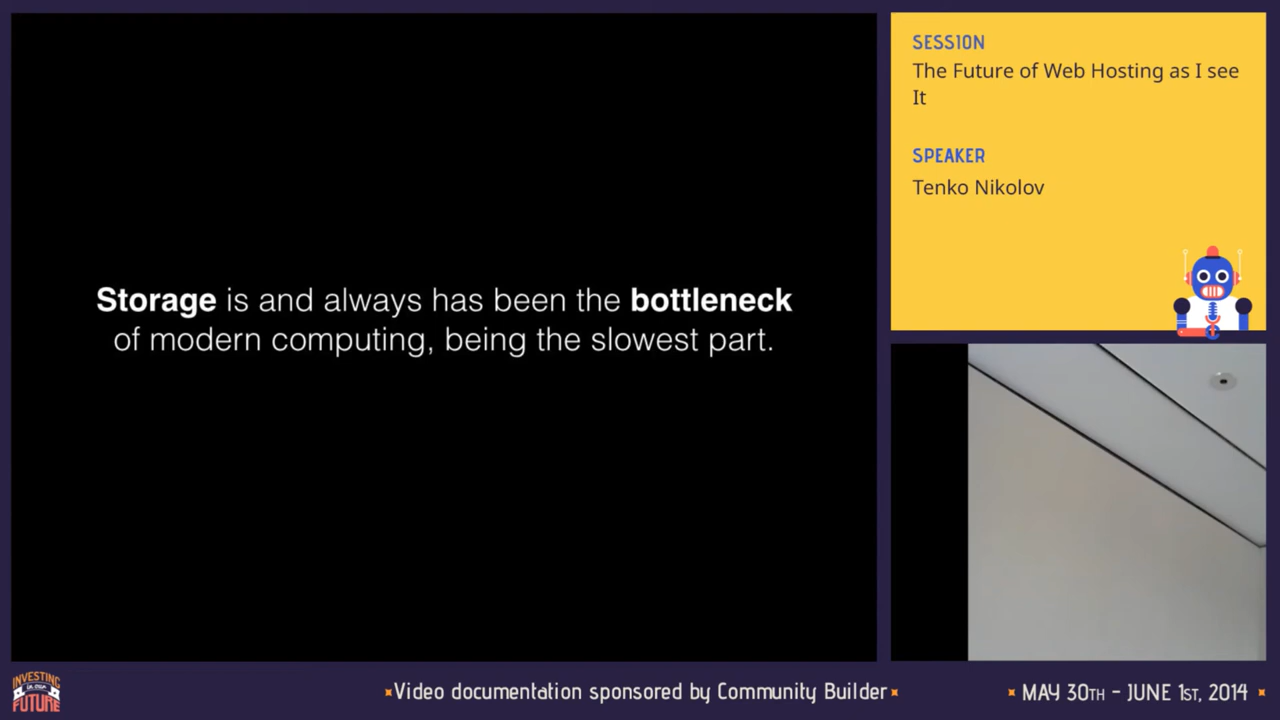 Storage is and always has been the bottleneck
of modern computing, being the slowest part.
SESSION
The Future of Web Hosting as I see
It
SPEAKER
Tenko Nikolov
INVESTING
IN OUR
FUTURE
Video documentation sponsored by Community Builder
MAY 30TH - JUNE 1ST, 2014